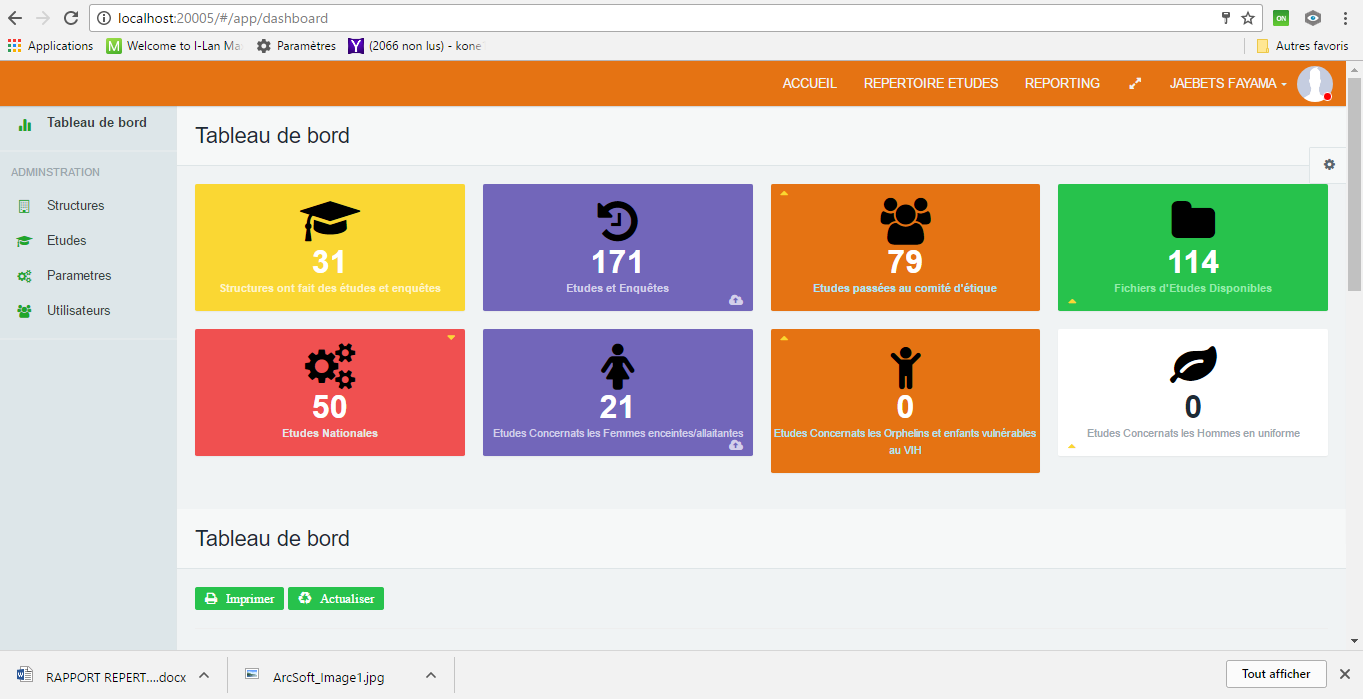 localhost:20005/#/app/dashboard
ON
Applications
M Welcome to I-Lan Ma
Paramètres
Y (2066 non lus) - kone
Autres favoris
ACCUEIL
REPERTOIRE ETUDES
REPORTING
JAEBETS FAYAMA
Tableau de bord
ADMINSTRATION
Structures
Etudes
Parametres
Utilisateurs
Tableau de bord
31
Structures ont fait des études et enquêtes
171
Etudes et Enquêtes
79
Etudes passées au comité d'étique
114
Fichiers d'Etudes Disponibles
50
Etudes Nationales
21
Etudes Concernats les Femmes enceintes/allaitantes
0
Etudes Concernats les Orphelins et enfants vulnérables
au VIH
0
Etudes Concernats les Hommes en uniforme
Tableau de bord
Imprimer
Actualiser
RAPPORT REPERT....docx
ArcSoft_Image1.jpg
Tout afficher